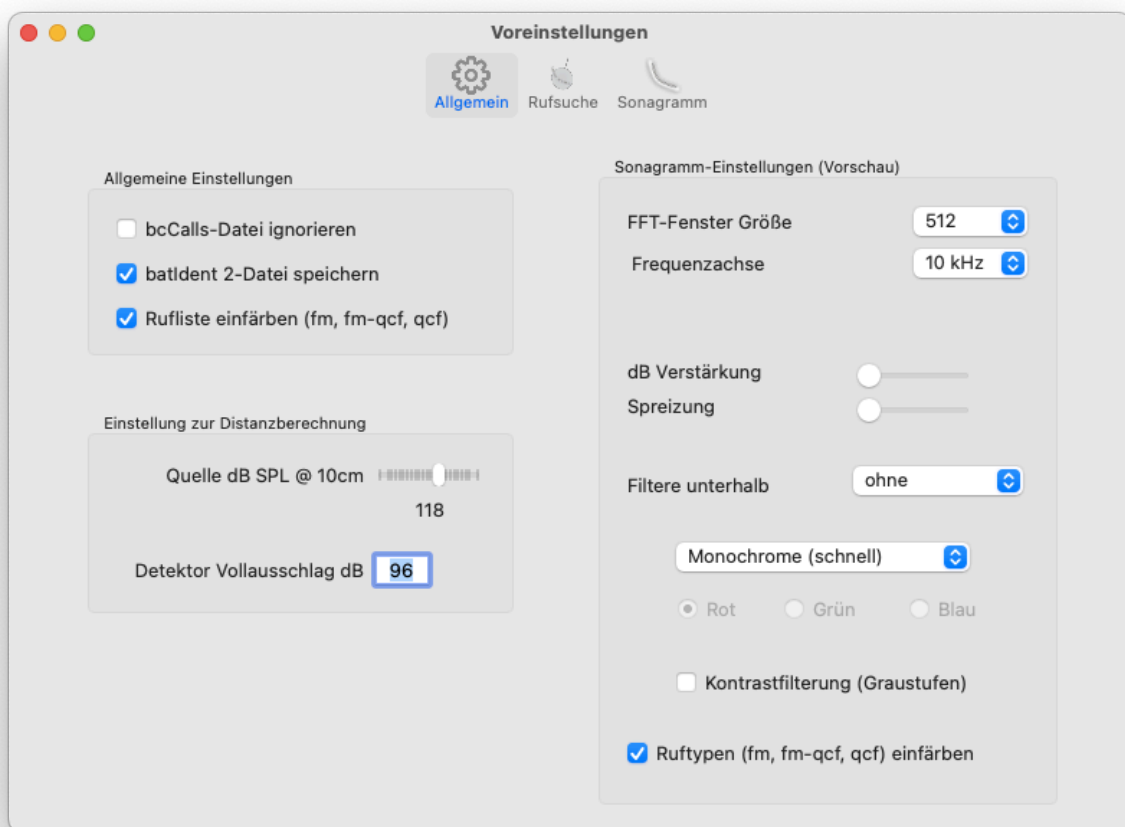 Voreinstellungen
Allgemein
Rufsuche
Sonagramm
Allgemeine Einstellungen
bcCalls-Datei ignorieren
batIdent 2-Datei speichern
Rufliste einfärben (fm, fm-qcf, qcf)
Einstellung zur Distanzberechnung
Quelle dB SPL @ 10cm
118
Detektor Vollausschlag dB 96
Sonagramm-Einstellungen (Vorschau)
FFT-Fenster Größe 512
Frequenzachse 10 kHz
dB Verstärkung
Spreizung
Filtere unterhalb ohne
Monochrome (schnell)
Rot Grün Blau
Kontrastfilterung (Graustufen)
Ruftypen (fm, fm-qcf, qcf) einfärben